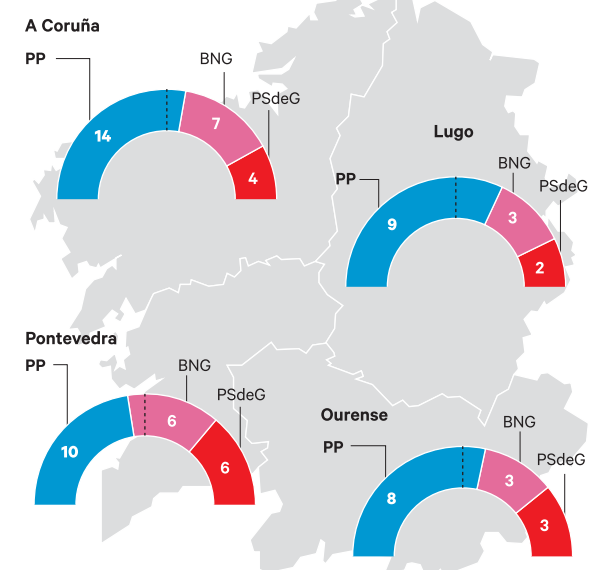 A Coruña
PP
BNG
PSdeG
14
7
4
Lugo
PP
BNG
PSdeG
9
3
2
Pontevedra
PP
BNG
PSdeG
10
6
6
Ourense
PP
BNG
PSdeG
8
3
3